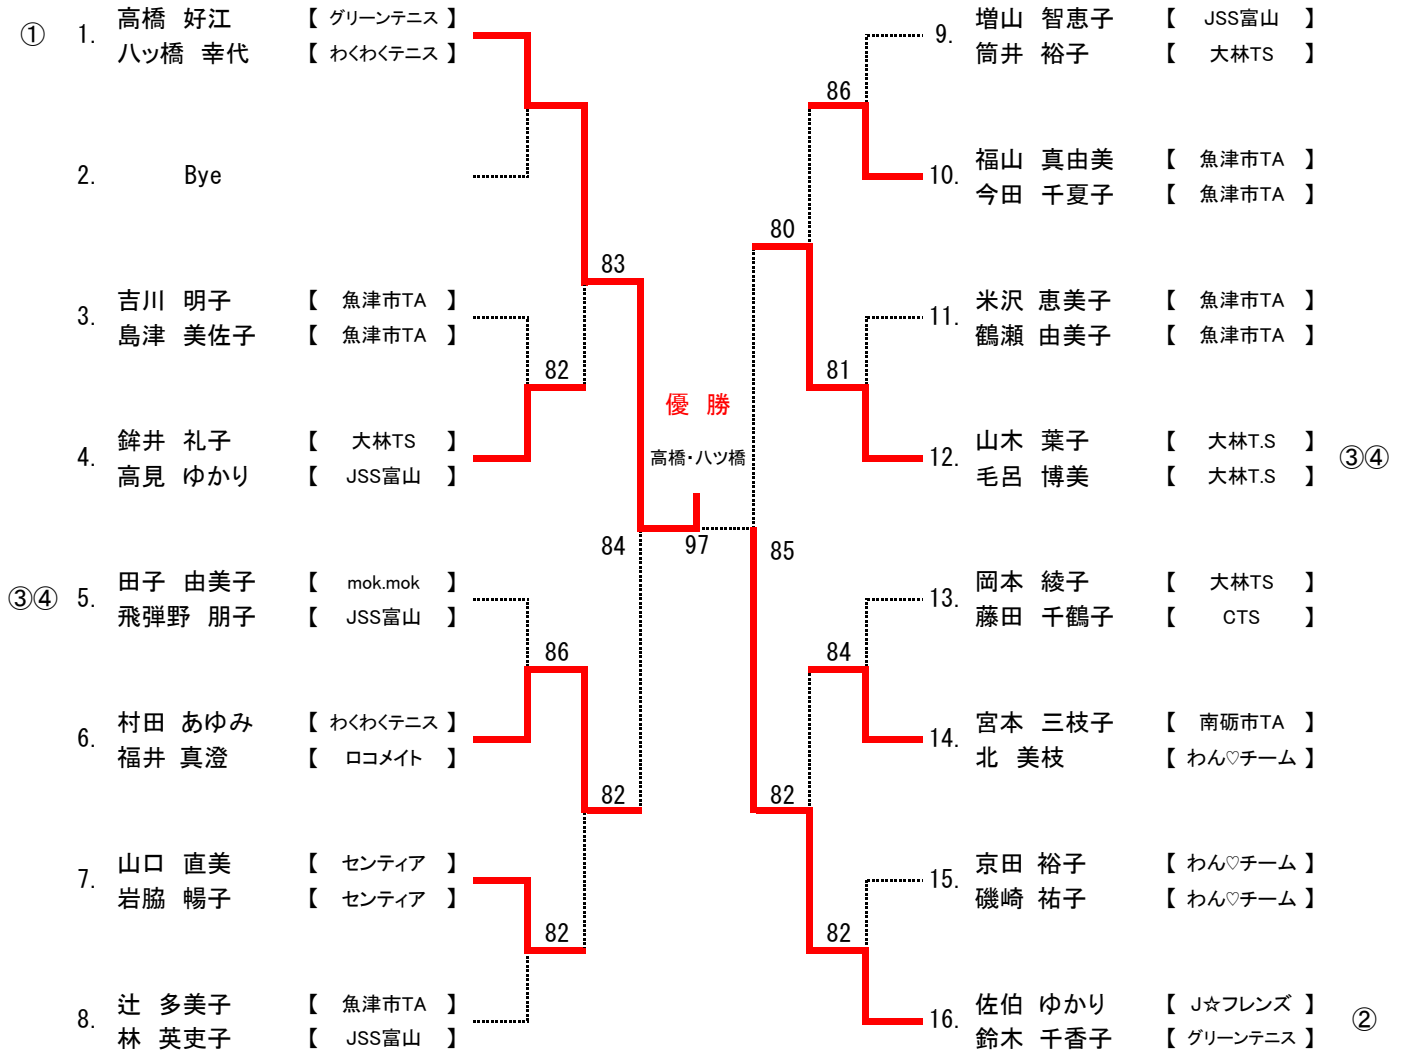 ① 1. 高橋 好江 【 グリーンテニス 】
八ッ橋 幸代 【 わくわくテニス 】
2. Bye
3. 吉川 明子 【 魚津市TA 】
島津 美佐子 【 魚津市TA 】
4. 鉾井 礼子 【 大林TS 】
高見 ゆかり 【 JSS富山 】
③④ 5. 田子 由美子 【 mok.mok 】
飛弾野 朋子 【 JSS富山 】
6. 村田 あゆみ 【 わくわくテニス 】
福井 真澄 【 ロコメイト 】
7. 山口 直美 【 センティア 】
岩脇 暢子 【 センティア 】
8. 辻 多美子 【 魚津市TA 】
林 英吏子 【 JSS富山 】
83
82
84
86
82
82
優 勝
高橋・八ツ橋
97
86
80
81
85
84
82
82
9. 増山 智恵子 【 JSS富山 】
筒井 裕子 【 大林TS 】
10. 福山 真由美 【 魚津市TA 】
今田 千夏子 【 魚津市TA 】
11. 米沢 恵美子 【 魚津市TA 】
鶴瀬 由美子 【 魚津市TA 】
12. 山木 葉子 【 大林T.S 】 ③④
毛呂 博美 【 大林T.S 】
13. 岡本 綾子 【 大林TS 】
藤田 千鶴子 【 CTS 】
14. 宮本 三枝子 【 南砺市TA 】
北 美枝 【 わん♡チーム 】
15. 京田 裕子 【 わん♡チーム 】
磯崎 祐子 【 わん♡チーム 】
16. 佐伯 ゆかり 【 J☆フレンズ 】 ②
鈴木 千香子 【 グリーンテニス 】